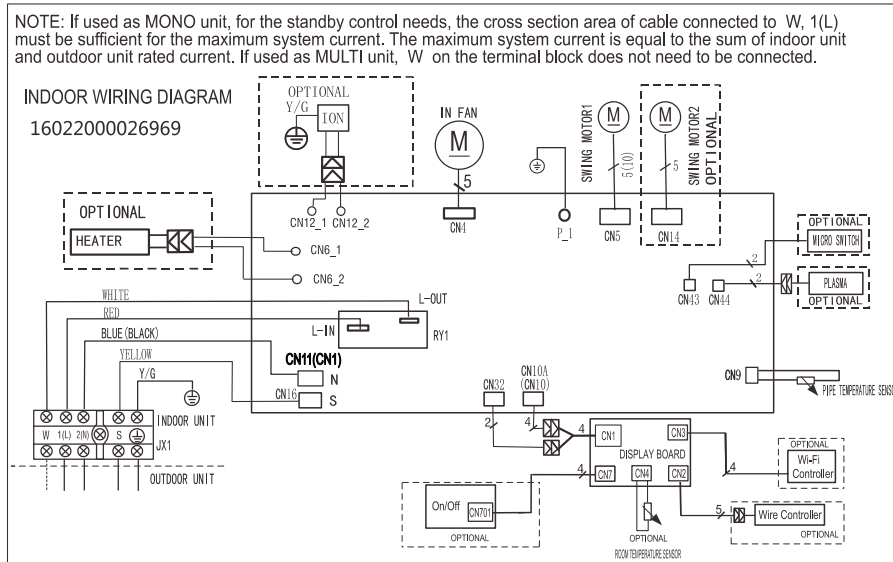 NOTE: If used as MONO unit, for the standby control needs, the cross section area of cable connected to W, 1(L)
must be sufficient for the maximum system current. The maximum system current is equal to the sum of indoor unit
and outdoor unit rated current. If used as MULTI unit, W on the terminal block does not need to be connected.
INDOOR WIRING DIAGRAM
16022000026969
OPTIONAL
Y/G
ION
CN12_1
CN12_2
IN FAN
M
5
CN4
P_1
SWING MOTOR1
M
5(10)
CN5
SWING MOTOR2
OPTIONAL
M
5
CN14
OPTIONAL
HEATER
CN6_1
CN6_2
OPTIONAL
MICRO SWITCH
2
CN43
PLASMA
OPTIONAL
2
CN44
WHITE
L-OUT
RED
L-IN
RY1
BLUE(BLACK)
CN11(CN1)
N
YELLOW
CN16
S
Y/G
INDOOR UNIT
W
1(L)
2(N)
S
JX1
OUTDOOR UNIT
CN9
PIPE TEMPERATURE SENS
CN32
CN10A
(CN10)
2
4
4
CN1
CN3
DISPLAY BOARD
CN7
CN4
CN2
4
OPTIONAL
Wi-Fi
Controller
4
On/Off
CN701
OPTIONAL
OPTIONAL
ROOM TEMPERATURE SENSOR
5
Wire Controller
OPTIONAL